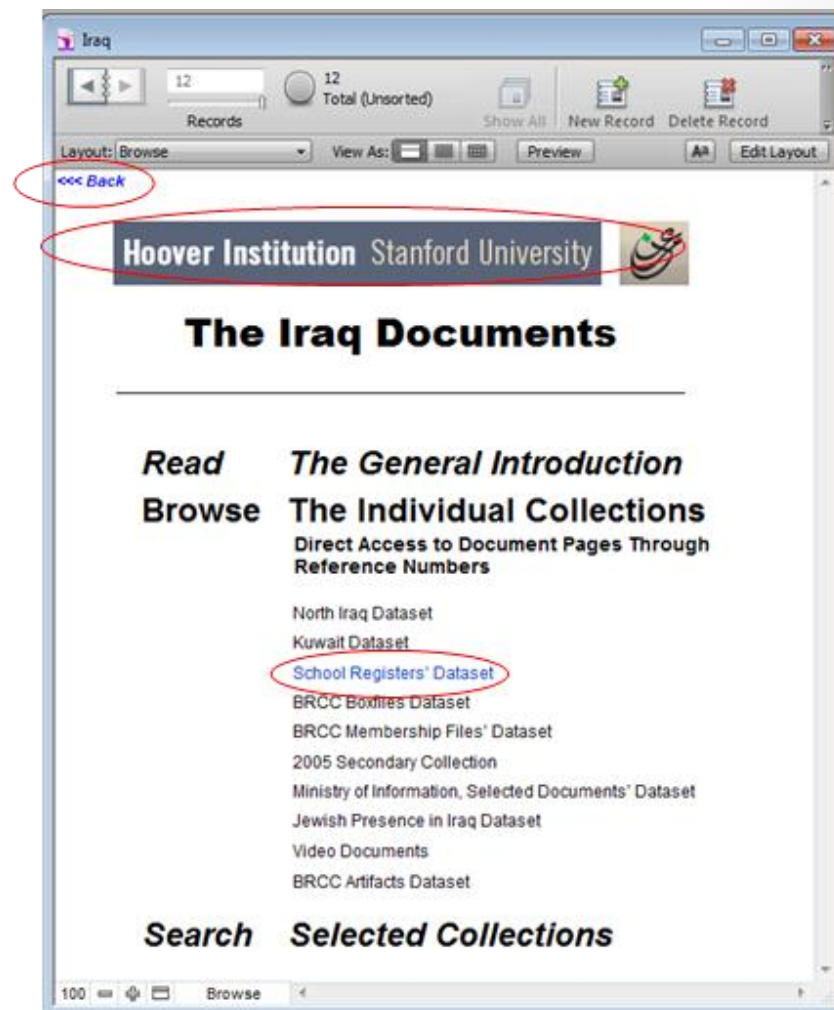 Iraq
12
12
Total (Unsorted)
Records
Show All
New Record
Delete Record
Layout: Browse
View As:
Preview
Aa
Edit Layout
<<< Back
Hoover Institution Stanford University
The Iraq Documents
Read The General Introduction
Browse The Individual Collections
Direct Access to Document Pages Through
Reference Numbers
North Iraq Dataset
Kuwait Dataset
School Registers' Dataset
BRCC Boxfiles Dataset
BRCC Membership Files' Dataset
2005 Secondary Collection
Ministry of Information, Selected Documents' Dataset
Jewish Presence in Iraq Dataset
Video Documents
BRCC Artifacts Dataset
Search Selected Collections
100
Browse